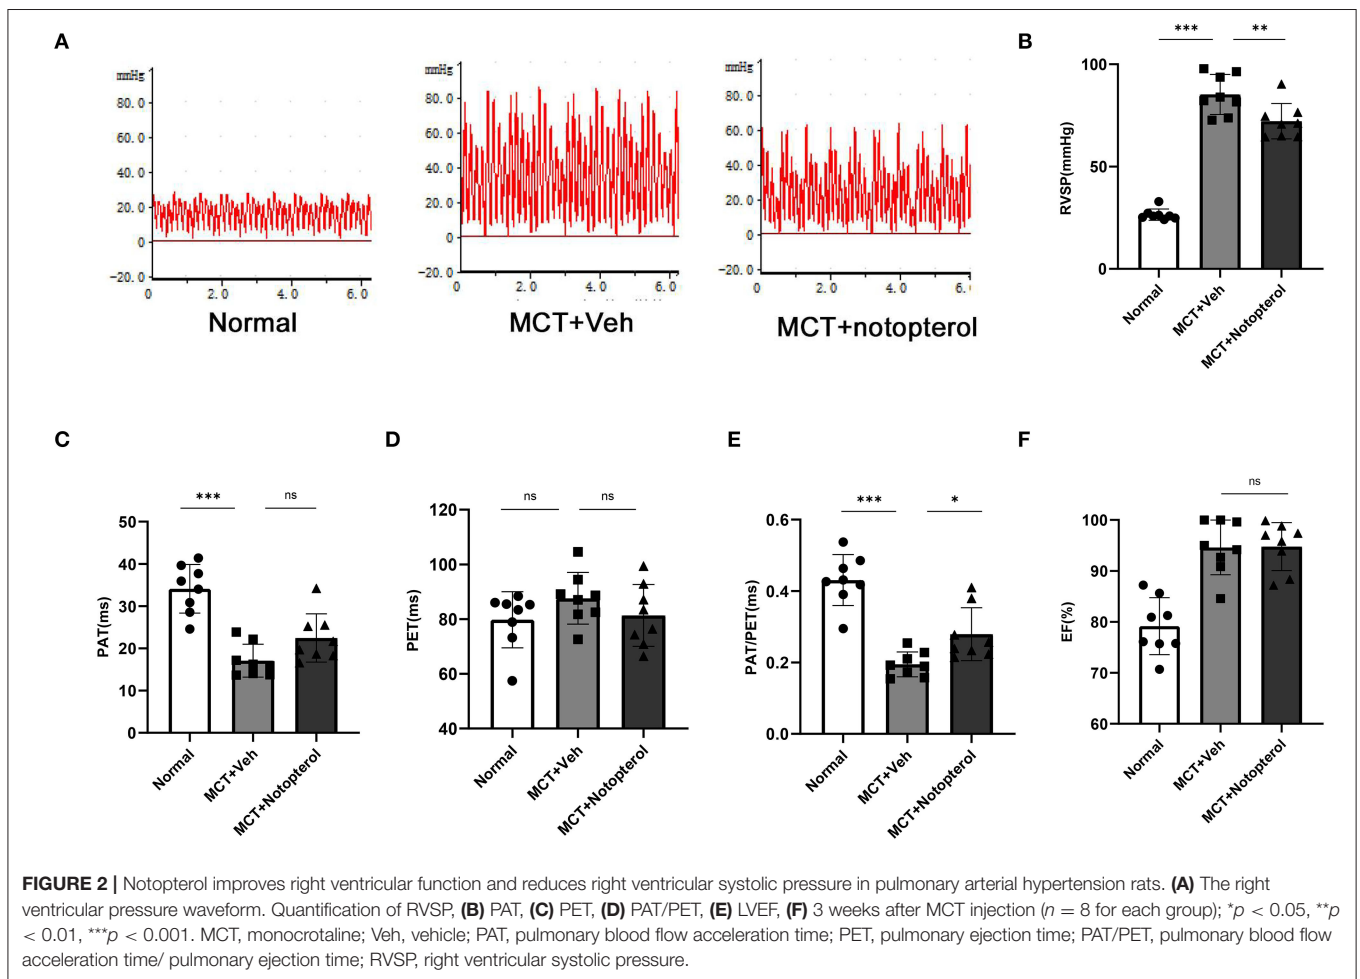 A
mmHg
80. 0
60. 0
40. 0
20. 0
0
-20. 0
0 2.0 4.0 6.0
Normal
mmHg
80. 0
60. 0
40. 0
20. 0
0
-20. 0
0 2.0 4.0 6.0
MCT+Veh
mmHg
80. 0
60. 0
40. 0
20. 0
0
-20. 0
0 2.0 4.0 6.
MCT+notopterol
B
*** **
RVSP(mmHg)
100
50
0
Normal
MCT+Veh
MCT+Notopterol
C
*** ns
PAT(ms)
50
40
30
20
10
0
Normal
MCT+Veh
MCT+Notopterol
D
ns ns
PET(ms)
120
100
80
60
40
Normal
MCT+Veh
MCT+Notopterol
E
*** *
PAT/PET(ms)
0.6
0.4
0.2
0.0
Normal
MCT+Veh
MCT+Notopterol
F
ns
EF(%)
100
90
80
70
60
Normal
MCT+Veh
MCT+Notopterol
FIGURE 2 | Notopterol improves right ventricular function and reduces right ventricular systolic pressure in pulmonary arterial hypertension rats. (A) The right
ventricular pressure waveform. Quantification of RVSP, (B) PAT, (C) PET, (D) PAT/PET, (E) LVEF, (F) 3 weeks after MCT injection (n = 8 for each group); *p < 0.05, **p
< 0.01, ***p < 0.001. MCT, monocrotaline; Veh, vehicle; PAT, pulmonary blood flow acceleration time; PET, pulmonary ejection time; PAT/PET, pulmonary blood flow
acceleration time/ pulmonary ejection time; RVSP, right ventricular systolic pressure.